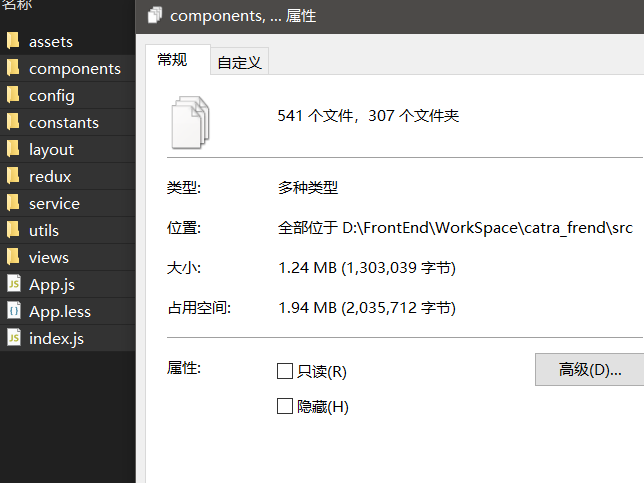 名称
assets
components
config
constants
layout
redux
service
utils
views
App.js
App.less
index.js
components, ... 属性
常规
自定义
541 个文件，307 个文件夹
类型: 多种类型
位置: 全部位于 D:\FrontEnd\WorkSpace\catra_frend\src
大小: 1.24 MB (1,303,039 字节)
占用空间: 1.94 MB (2,035,712 字节)
属性: 只读(R) 高级(D)...
隐藏(H)